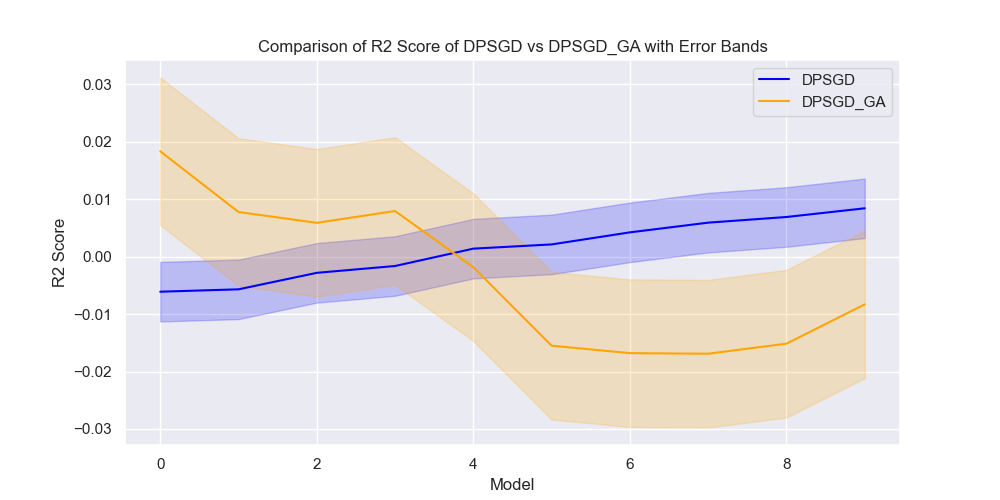 Comparison of R2 Score of DPSGD vs DPSGD_GA with Error Bands
DPSGD
DPSGD_GA
R2 Score
0.03
0.02
0.01
0.00
−0.01
−0.02
−0.03
0 2 4 6 8
Model